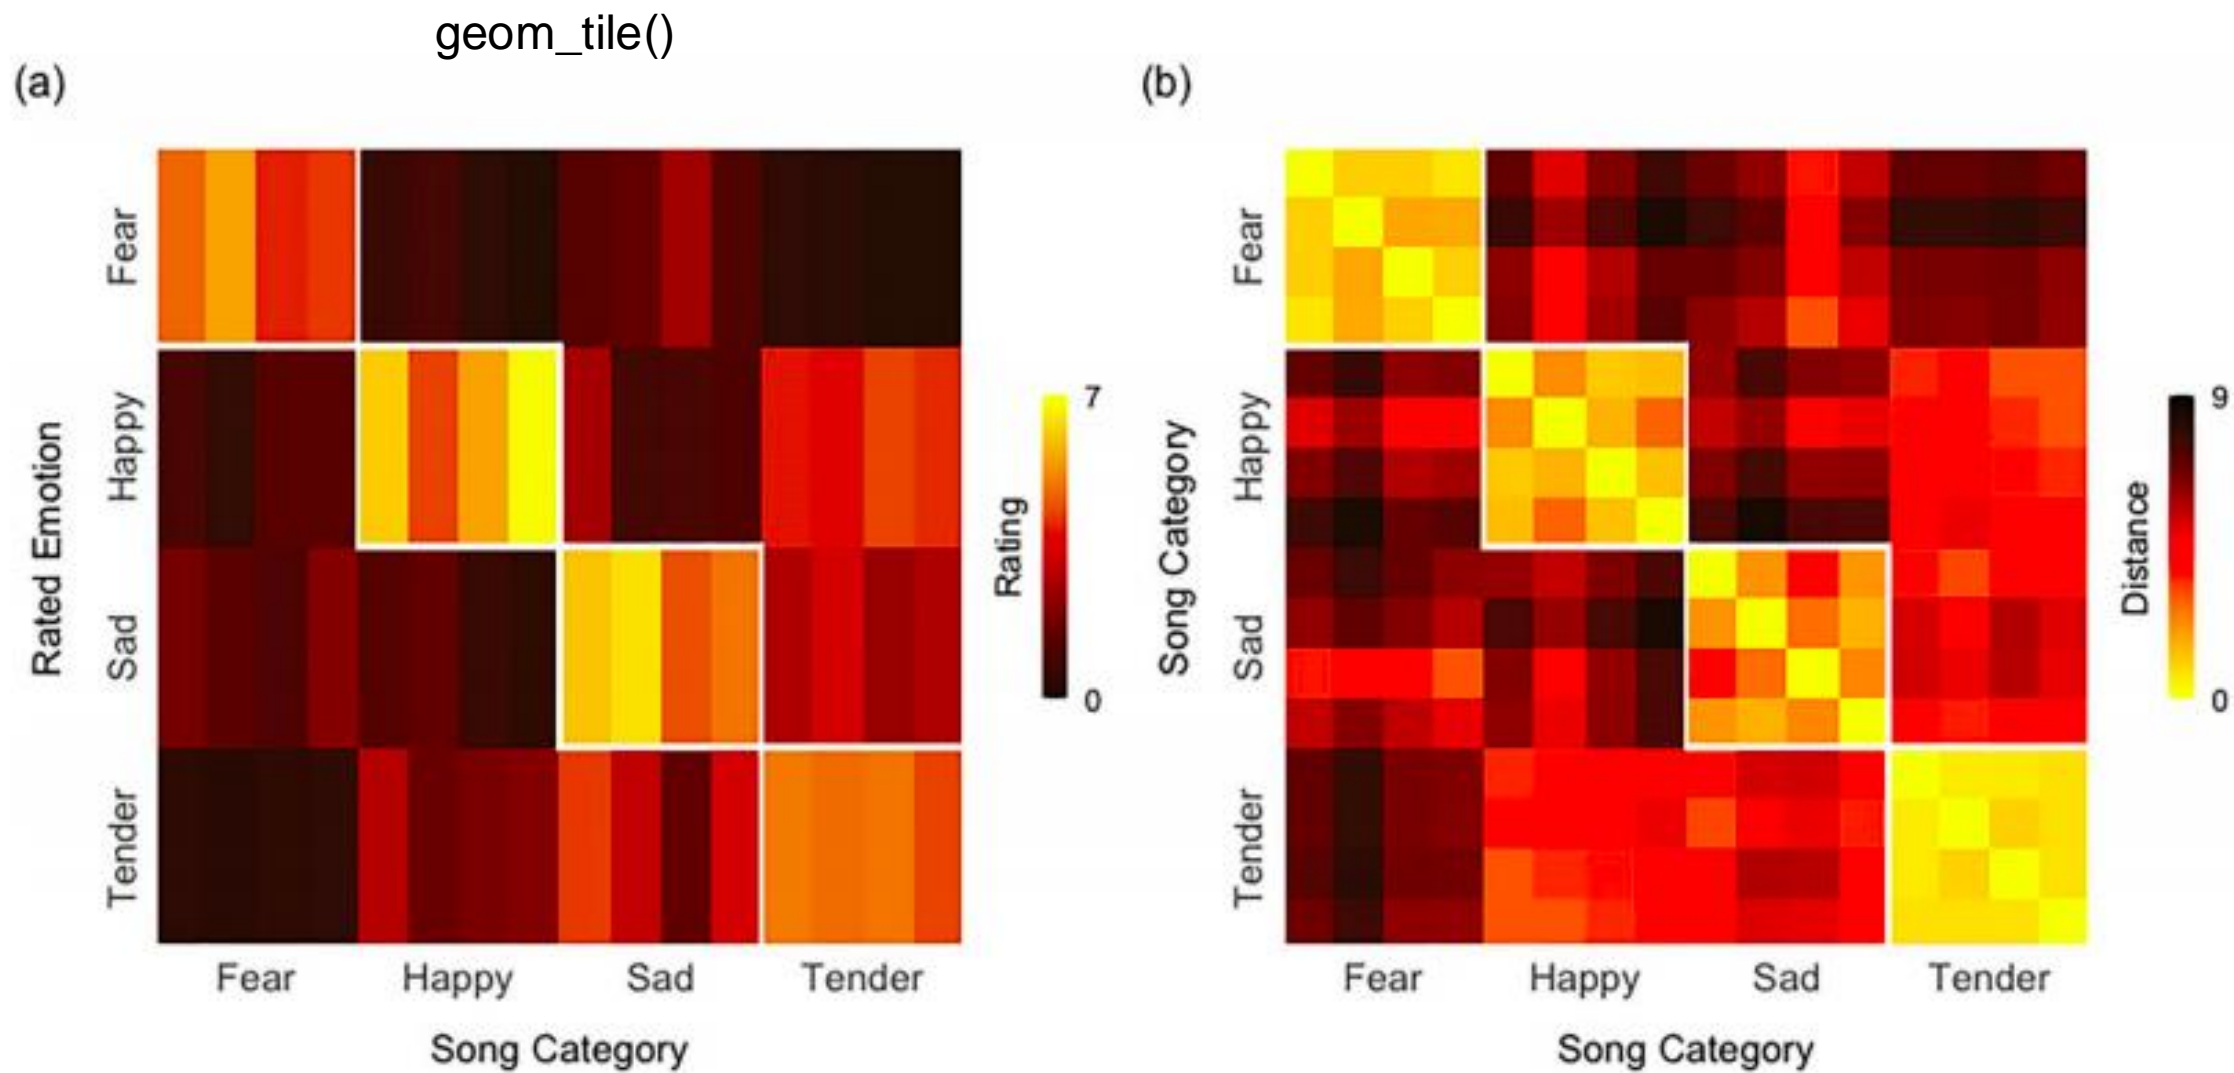 geom_tile()
(a)
Rated Emotion
Fear
Happy
Sad
Tender
Fear Happy Sad Tender
Song Category
Rating
7
0
(b)
Song Category
Fear
Happy
Sad
Tender
Fear Happy Sad Tender
Song Category
Distance
9
0